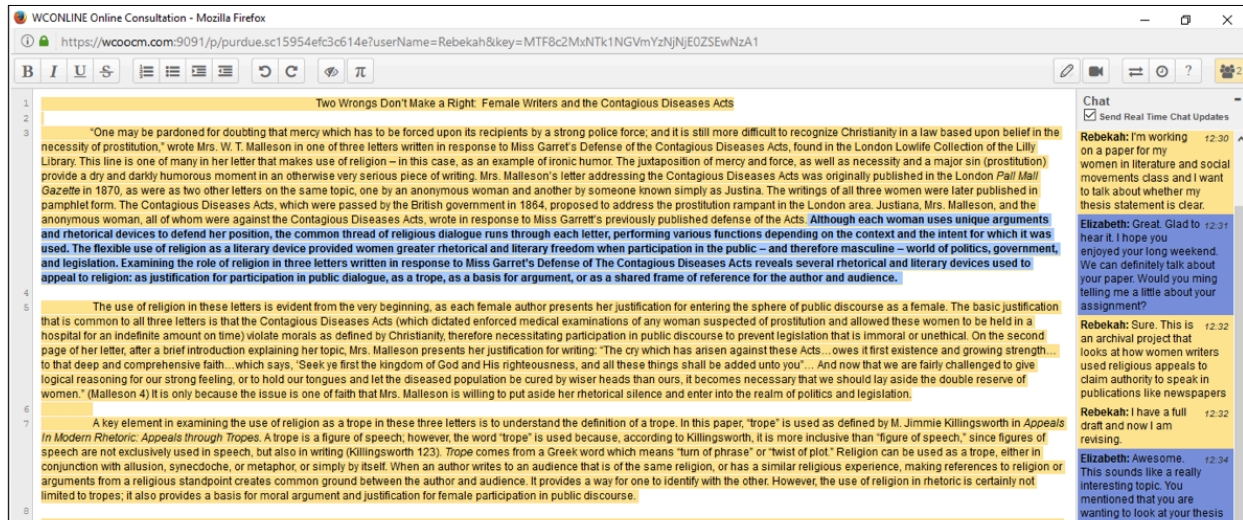 WCONLINE Online Consultation - Mozilla Firefox
https://wcoocm.com:9091/p/purdue.sc15954efc3c614e?userName=Rebekah&key=MTF8c2MxNTk1NGVmYzNjNjE0ZSEwNzA1
B I U S π ? 2
1 Two Wrongs Don't Make a Right: Female Writers and the Contagious Diseases Acts
2
3 "One may be pardoned for doubting that mercy which has to be forced upon its recipients by a strong police force; and it is still more difficult to recognize Christianity in a law based upon belief in the
necessity of prostitution," wrote Mrs. W. T. Malleson in one of three letters written in response to Miss Garret's Defense of the Contagious Diseases Acts, found in the London Lowlife Collection of the Lilly
Library. This line is one of many in her letter that makes use of religion – in this case, as an example of ironic humor. The juxtaposition of mercy and force, as well as necessity and a major sin (prostitution)
provide a dry and darkly humorous moment in an otherwise very serious piece of writing. Mrs. Malleson's letter addressing the Contagious Diseases Acts was originally published in the London Pall Mall
Gazette in 1870, as were as two other letters on the same topic, one by an anonymous woman and another by someone known simply as Justina. The writings of all three women were later published in
pamphlet form. The Contagious Diseases Acts, which were passed by the British government in 1864, proposed to address the prostitution rampant in the London area. Justiana, Mrs. Malleson, and the
anonymous woman, all of whom were against the Contagious Diseases Acts, wrote in response to Miss Garrett's previously published defense of the Acts. Although each woman uses unique arguments
and rhetorical devices to defend her position, the common thread of religious dialogue runs through each letter, performing various functions depending on the context and the intent for which it was
used. The flexible use of religion as a literary device provided women greater rhetorical and literary freedom when participation in the public – and therefore masculine – world of politics, government,
and legislation. Examining the role of religion in three letters written in response to Miss Garret's Defense of The Contagious Diseases Acts reveals several rhetorical and literary devices used to
appeal to religion: as justification for participation in public dialogue, as a trope, as a basis for argument, or as a shared frame of reference for the author and audience.
4
5 The use of religion in these letters is evident from the very beginning, as each female author presents her justification for entering the sphere of public discourse as a female. The basic justification
that is common to all three letters is that the Contagious Diseases Acts (which dictated enforced medical examinations of any woman suspected of prostitution and allowed these women to be held in a
hospital for an indefinite amount on time) violate morals as defined by Christianity, therefore necessitating participation in public discourse to prevent legislation that is immoral or unethical. On the second
page of her letter, after a brief introduction explaining her topic, Mrs. Malleson presents her justification for writing: "The cry which has arisen against these Acts…owes it first existence and growing strength…
to that deep and comprehensive faith…which says, 'Seek ye first the kingdom of God and His righteousness, and all these things shall be added unto you"… And now that we are fairly challenged to give
logical reasoning for our strong feeling, or to hold our tongues and let the diseased population be cured by wiser heads than ours, it becomes necessary that we should lay aside the double reserve of
women." (Malleson 4) It is only because the issue is one of faith that Mrs. Malleson is willing to put aside her rhetorical silence and enter into the realm of politics and legislation.
6
7 A key element in examining the use of religion as a trope in these three letters is to understand the definition of a trope. In this paper, "trope" is used as defined by M. Jimmie Killingsworth in Appeals
In Modern Rhetoric: Appeals through Tropes. A trope is a figure of speech; however, the word "trope" is used because, according to Killingsworth, it is more inclusive than "figure of speech," since figures of
speech are not exclusively used in speech, but also in writing (Killingsworth 123). Trope comes from a Greek word which means "turn of phrase" or "twist of plot." Religion can be used as a trope, either in
conjunction with allusion, synecdoche, or metaphor, or simply by itself. When an author writes to an audience that is of the same religion, or has a similar religious experience, making references to religion or
arguments from a religious standpoint creates common ground between the author and audience. It provides a way for one to identify with the other. However, the use of religion in rhetoric is certainly not
limited to tropes; it also provides a basis for moral argument and justification for female participation in public discourse.
8
Chat
Send Real Time Chat Updates
Rebekah: I'm working 12:30
on a paper for my
women in literature and social
movements class and I want
to talk about whether my
thesis statement is clear.
Elizabeth: Great. Glad to 12:31
hear it. I hope you
enjoyed your long weekend.
We can definitely talk about
your paper. Would you ming
telling me a little about your
assignment?
Rebekah: Sure. This is 12:32
an archival project that
looks at how women writers
used religious appeals to
claim authority to speak in
publications like newspapers
Rebekah: I have a full 12:32
draft and now I am
revising.
Elizabeth: Awesome. 12:34
This sounds like a really
interesting topic. You
mentioned that you are
wanting to look at your thesis